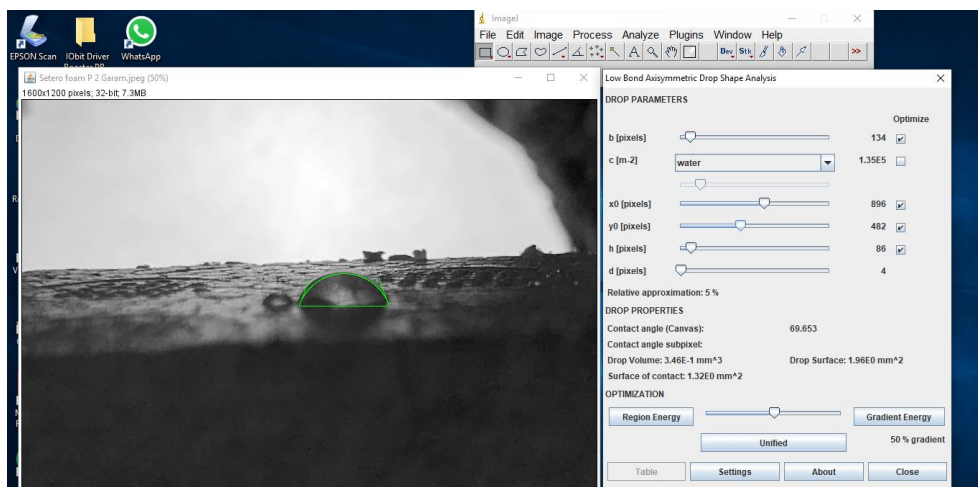 EPSON Scan
IObit Driver
WhatsApp
ImageJ
File Edit Image Process Analyze Plugins Window Help
A Dev Stk >>
Setero foam P 2 Garam.jpeg (50%)
1600x1200 pixels; 32-bit; 7.3MB
Low Bond Axisymmetric Drop Shape Analysis
DROP PARAMETERS
Optimize
b [pixels] 134
c [m-2] water 1.35E5
x0 [pixels] 896
y0 [pixels] 482
h [pixels] 86
d [pixels] 4
Relative approximation: 5 %
DROP PROPERTIES
Contact angle (Canvas): 69.653
Contact angle subpixel:
Drop Volume: 3.46E-1 mm^3 Drop Surface: 1.96E0 mm^2
Surface of contact: 1.32E0 mm^2
OPTIMIZATION
Region Energy Gradient Energy
Unified 50 % gradient
Table Settings About Close